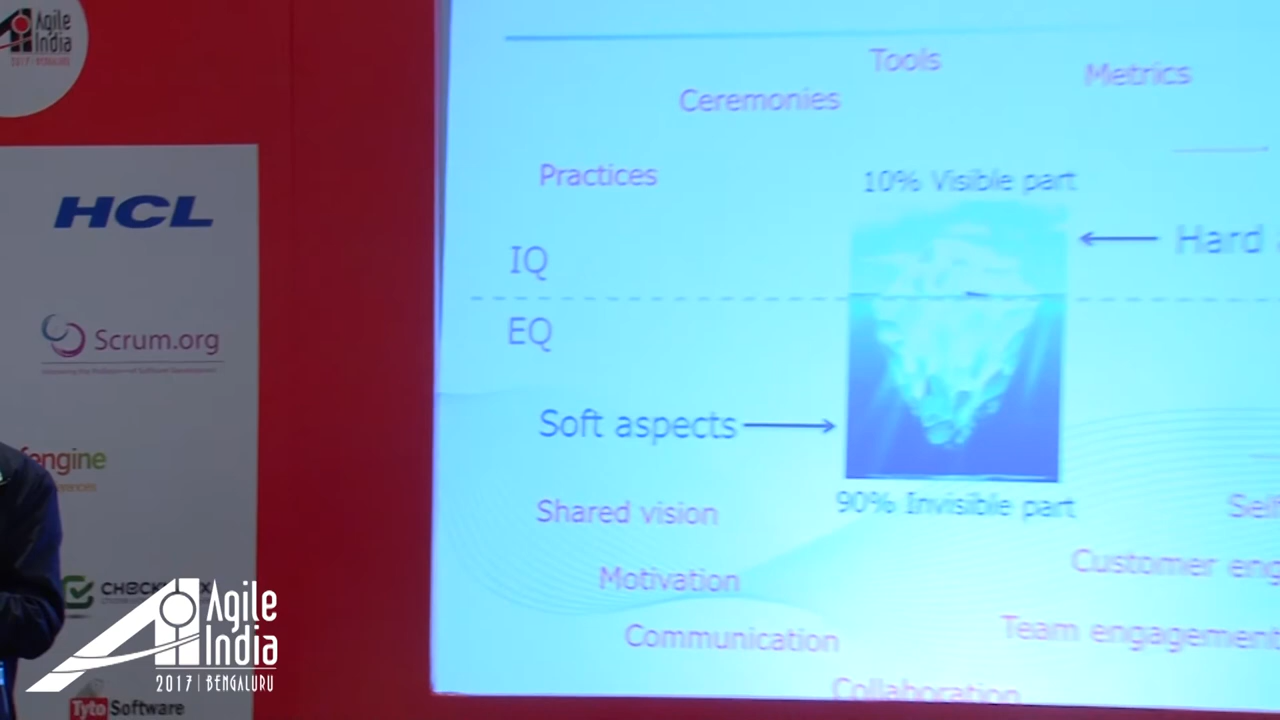 Agile
India
2017 | BENGALURU
HCL
Scrum.org
engine
Tyto Software
Agile
India
2017 | BENGALURU
Tools
Metrics
Ceremonies
Practices
10% Visible part
Hard
IQ
EQ
Soft aspects
90% Invisible part
Shared vision
Self
Customer eng
Motivation
Team engagement
Communication
Collaboration